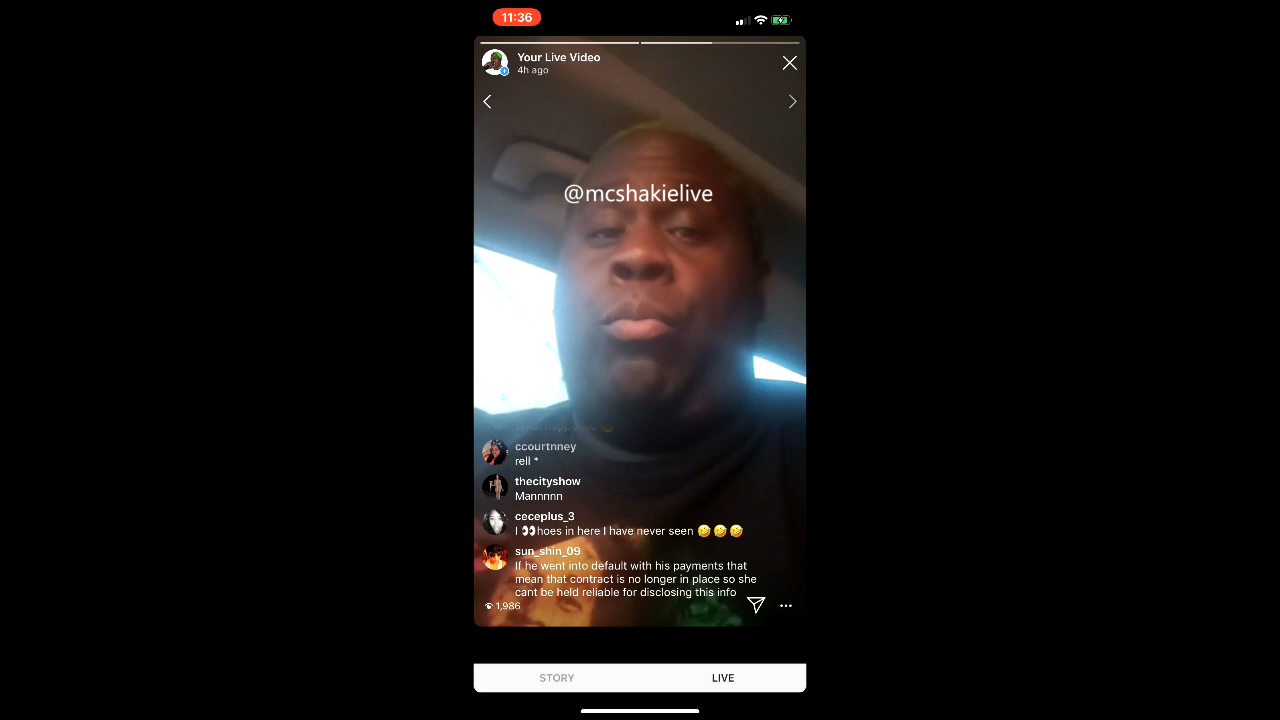 11:36
Your Live Video
4h ago
@mcshakielive
ccourtnney
rell *
thecityshow
Mannnnn
ceceplus_3
I 👀hoes in here I have never seen 🤣🤣🤣
sun_shin_09
If he went into default with his payments that
mean that contract is no longer in place so she
cant be held reliable for disclosing this info
1,986
STORY
LIVE